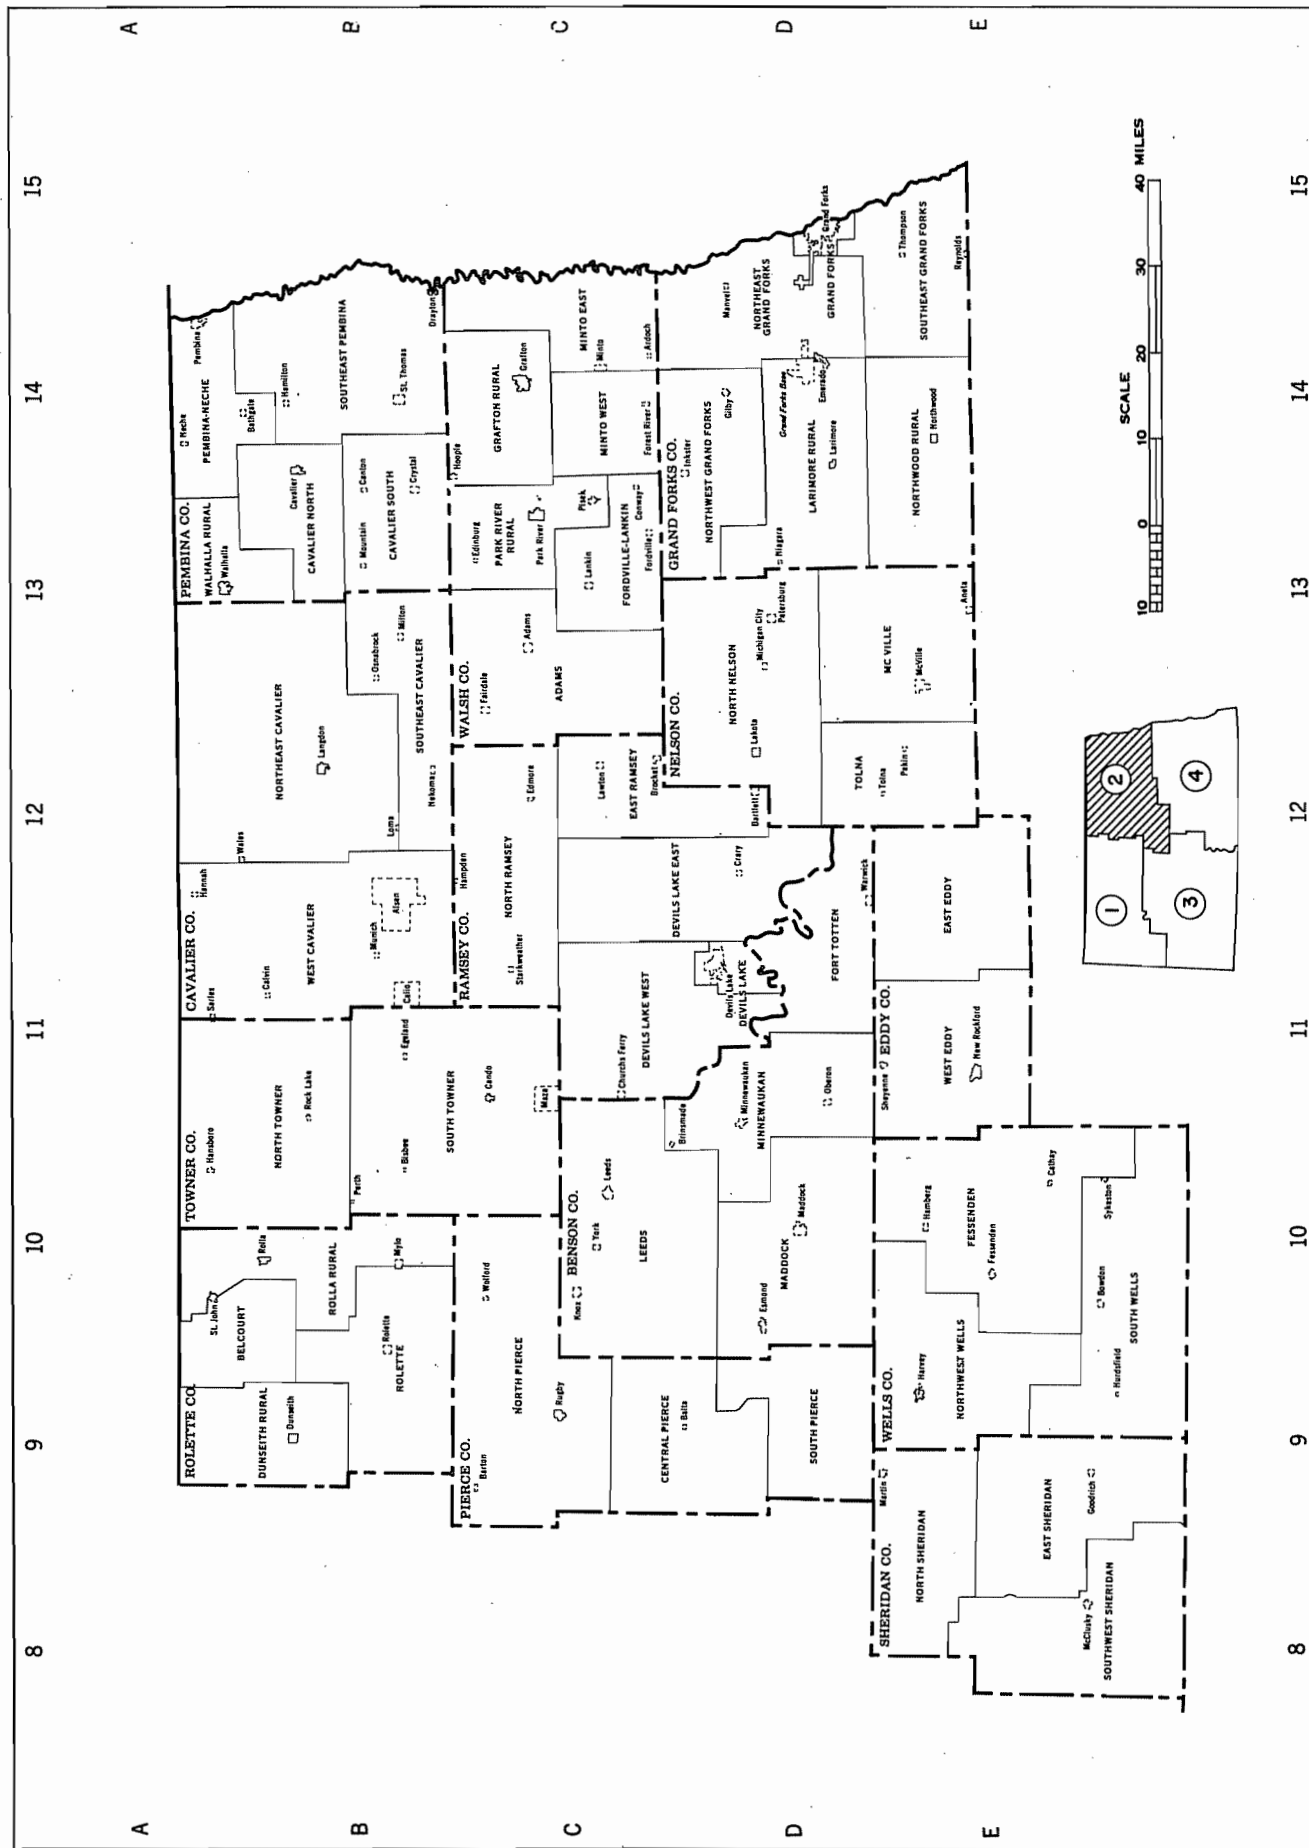 8
9
10
11
12
13
14
15
A
A
B
B
C
C
D
D
E
E
8
9
10
11
12
13
14
15
ROLETTE CO.
DUNSEITH RURAL
Dunseith
BELCOURT
St. John
ROLLA RURAL
Rolla
ROLETTE
Rolette
Mylo
TOWNER CO.
Hansboro
NORTH TOWNER
Rock Lake
Perth
Bisbee
Egeland
SOUTH TOWNER
Cando
Maza
CAVALIER CO.
Sarles
Hannah
Calvin
Wales
WEST CAVALIER
Munich
Alsen
Calio
NORTHEAST CAVALIER
Langdon
Loma
Nekoma
Osnabrock
Milton
SOUTHEAST CAVALIER
PEMBINA CO.
WALHALLA RURAL
Walhalla
Neche
PEMBINA-NECHE
Pembina
Bathgate
Hamilton
Cavalier
CAVALIER NORTH
Mountain
Canton
Crystal
CAVALIER SOUTH
SOUTHEAST PEMBINA
St. Thomas
Drayton
PIERCE CO.
Barton
NORTH PIERCE
Wolford
Rugby
CENTRAL PIERCE
Balta
SOUTH PIERCE
BENSON CO.
Knox
York
Leeds
LEEDS
Brinsmade
Minnewaukan
MINNEWAUKAN
Esmond
MADDOCK
Maddock
Oberon
FORT TOTTEN
Warwick
RAMSEY CO.
Hampden
Starkweather
NORTH RAMSEY
Edmore
Churchs Ferry
DEVILS LAKE WEST
Devils Lake
DEVILS LAKE
DEVILS LAKE EAST
Crary
Lawton
EAST RAMSEY
Brocket
Bartlett
WALSH CO.
Fairdale
Adams
ADAMS
Edinburg
PARK RIVER
RURAL
Park River
Hoople
GRAFTON RURAL
Grafton
Lankin
Pisek
FORDVILLE-LANKIN
Fordville
Conway
MINTO WEST
Forest River
MINTO EAST
Minto
Ardoch
NELSON CO.
NORTH NELSON
Lakota
Michigan City
Petersburg
TOLNA
Tolna
Pekin
MC VILLE
McVille
Aneta
GRAND FORKS CO.
Inkster
NORTHWEST GRAND FORKS
Gilby
Niagara
Manvel
NORTHEAST
GRAND FORKS
Grand Forks Base
Emerado
LARIMORE RURAL
Larimore
GRAND FORKS
Grand Forks
NORTHWOOD RURAL
Northwood
Thompson
SOUTHEAST GRAND FORKS
Reynolds
SHERIDAN CO.
Martin
NORTH SHERIDAN
EAST SHERIDAN
Goodrich
McClusky
SOUTHWEST SHERIDAN
WELLS CO.
Harvey
NORTHWEST WELLS
Hamberg
FESSENDEN
Fessenden
Cathay
Sykeston
Bowdon
Hurdsfield
SOUTH WELLS
EDDY CO.
Sheyenne
WEST EDDY
New Rockford
EAST EDDY
1
2
3
4
SCALE
10
0
10
20
30
40 MILES